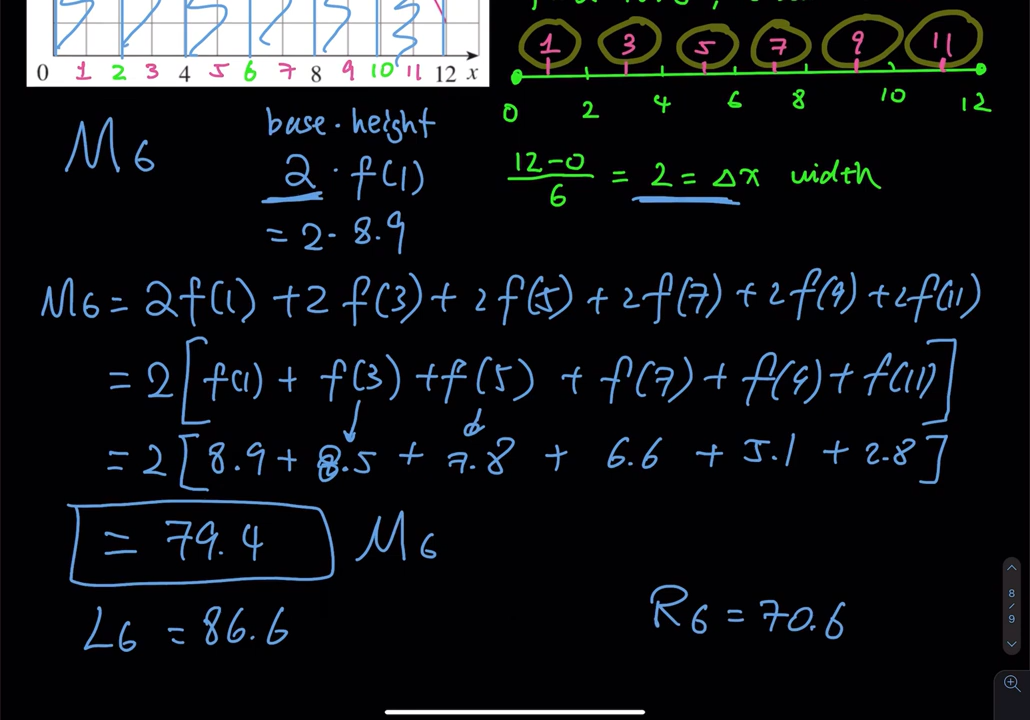 1 3 5 7 9 11
0 1 2 3 4 5 6 7 8 9 10 11 12 x
0 2 4 6 8 10 12
M6
base · height
2 · f(1)
= 2 · 8.9
12-0/6 = 2 = Δx width
M6 = 2f(1) + 2f(3) + 2f(5) + 2f(7) + 2f(9) + 2f(11)
= 2[f(1) + f(3) + f(5) + f(7) + f(9) + f(11)]
= 2[8.9 + 8.5 + 7.8 + 6.6 + 5.1 + 2.8]
= 79.4 M6
L6 = 86.6
R6 = 70.6
8/9